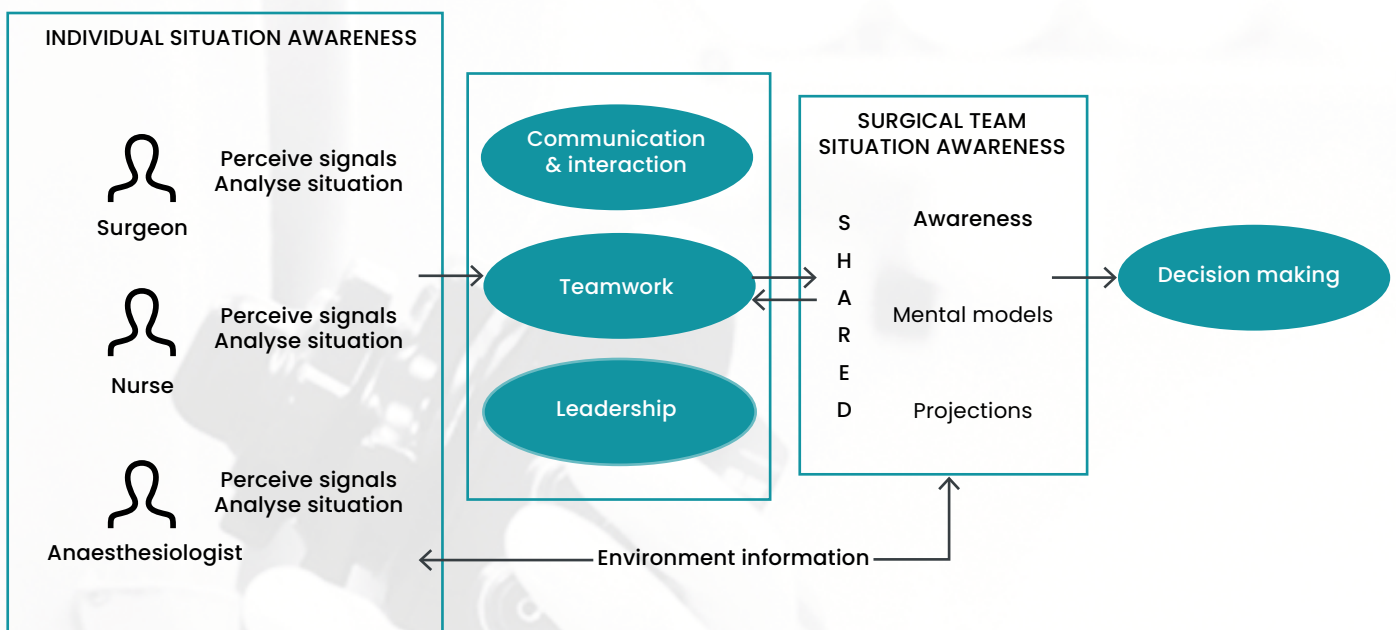 INDIVIDUAL SITUATION AWARENESS
Perceive signals
Analyse situation
Surgeon
Perceive signals
Analyse situation
Nurse
Perceive signals
Analyse situation
Anaesthesiologist
Communication
& interaction
Teamwork
Leadership
SURGICAL TEAM
SITUATION AWARENESS
S
H
A
R
E
D
Awareness
Mental models
Projections
Decision making
Environment information